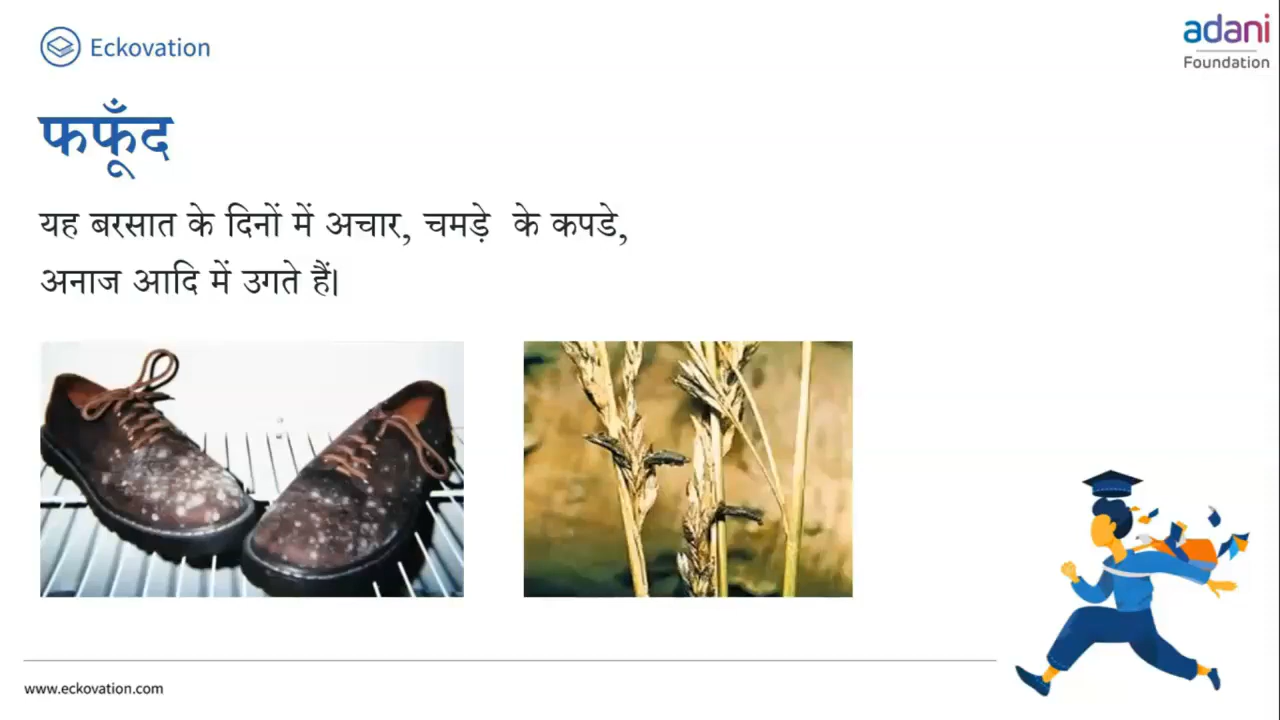 Eckovation
adani
Foundation
फफूँद
यह बरसात के दिनों में अचार, चमड़े के कपडे,
अनाज आदि में उगते हैं।
www.eckovation.com